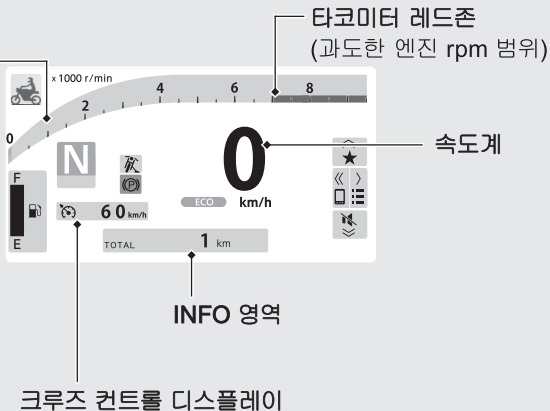 타코미터 레드존
(과도한 엔진 rpm 범위)
x 1000 r/min
0 2 4 6 8
N
0
km/h
속도계
F
E
(P)
60 km/h
ECO
TOTAL 1 km
INFO 영역
크루즈 컨트롤 디스플레이